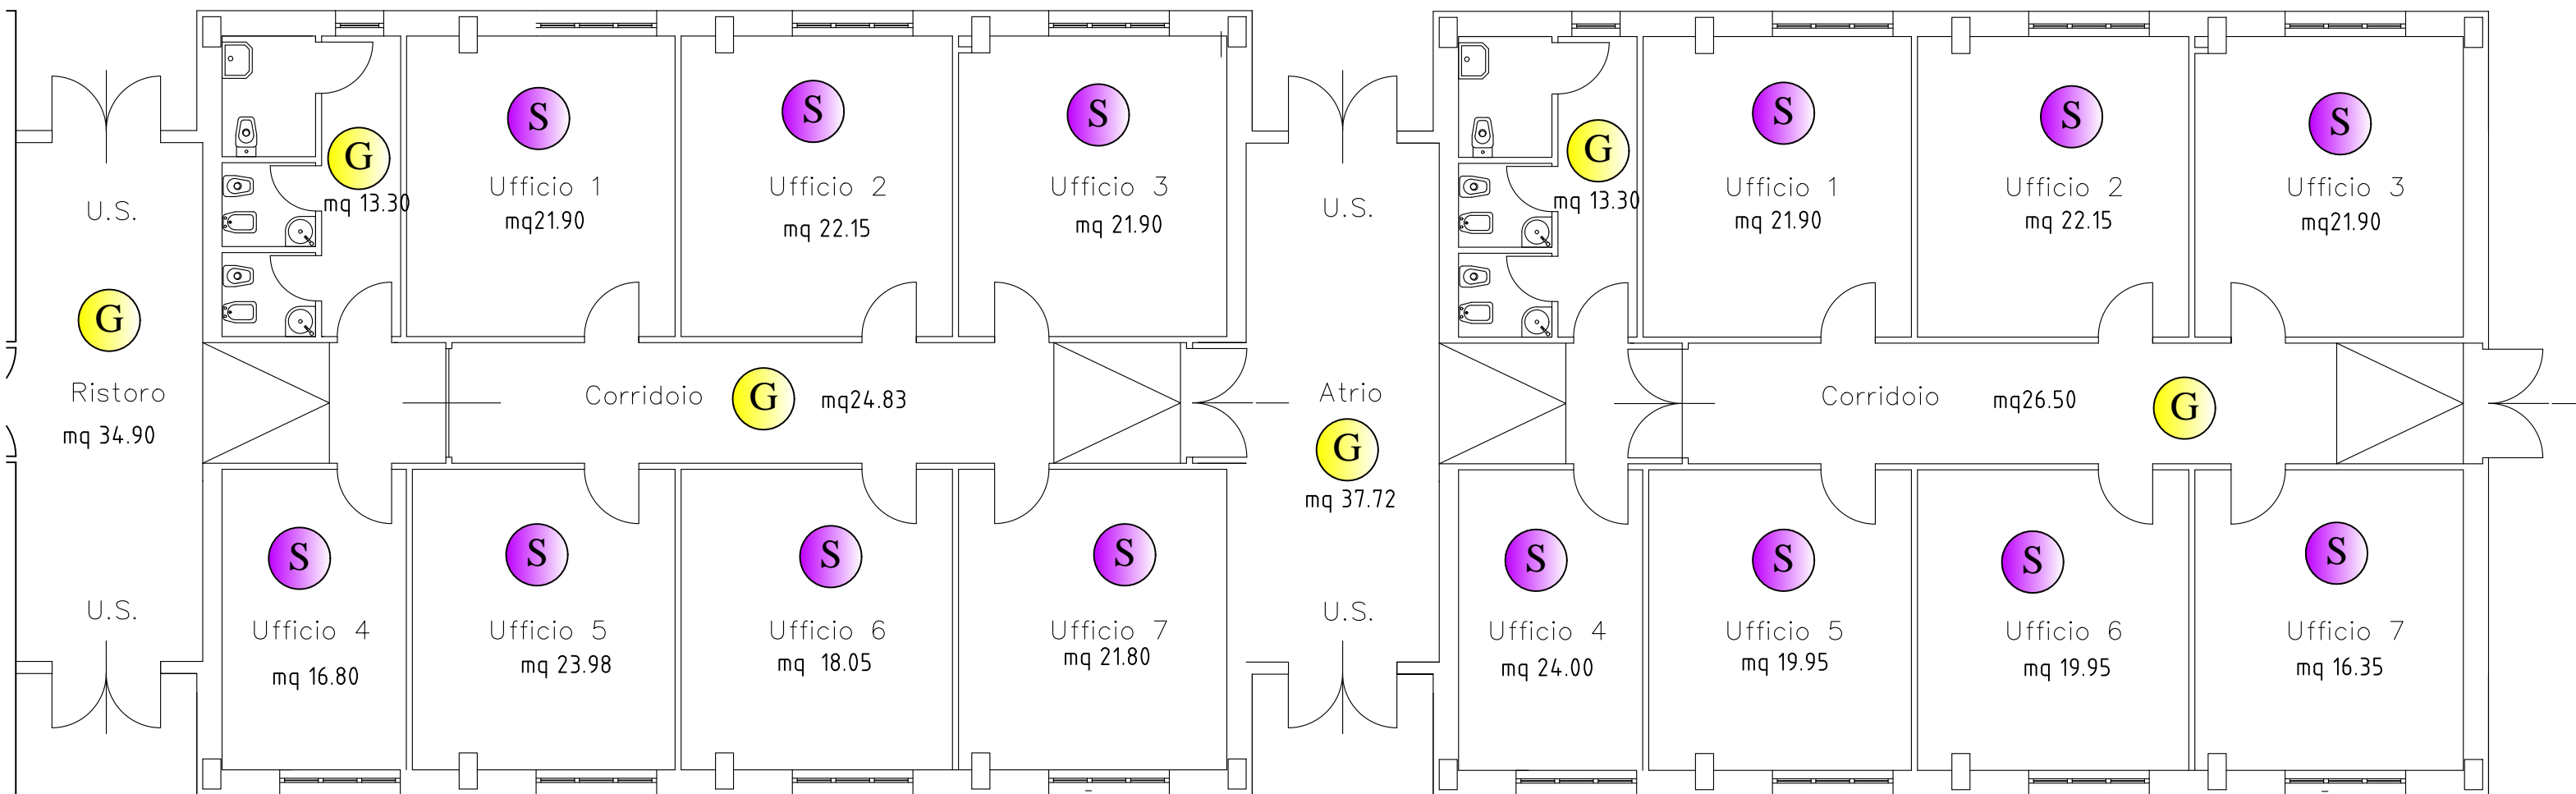 U.S.
G
Ristoro
mq 34.90
U.S.
G
mq 13.30
S
Ufficio 1
mq21.90
S
Ufficio 2
mq 22.15
S
Ufficio 3
mq 21.90
Corridoio
G
mq24.83
S
Ufficio 4
mq 16.80
S
Ufficio 5
mq 23.98
S
Ufficio 6
mq 18.05
S
Ufficio 7
mq 21.80
U.S.
Atrio
G
mq 37.72
U.S.
G
mq 13.30
S
Ufficio 1
mq 21.90
S
Ufficio 2
mq 22.15
S
Ufficio 3
mq21.90
Corridoio
mq26.50
G
S
Ufficio 4
mq 24.00
S
Ufficio 5
mq 19.95
S
Ufficio 6
mq 19.95
S
Ufficio 7
mq 16.35